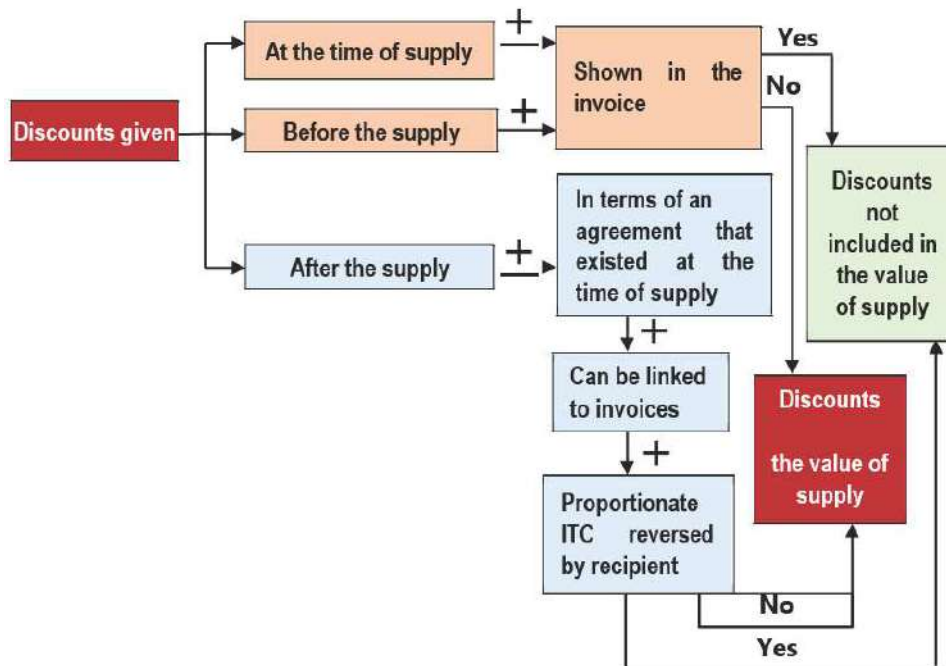 At the time of supply
+
Shown in the
invoice
Yes
No
Discounts given
Before the supply
+
Discounts
not
included in
the value
of supply
After the supply
+
In terms of an
agreement that
existed at the
time of supply
+
Can be linked
to invoices
+
Discounts
the value of
supply
Proportionate
ITC reversed
by recipient
No
Yes